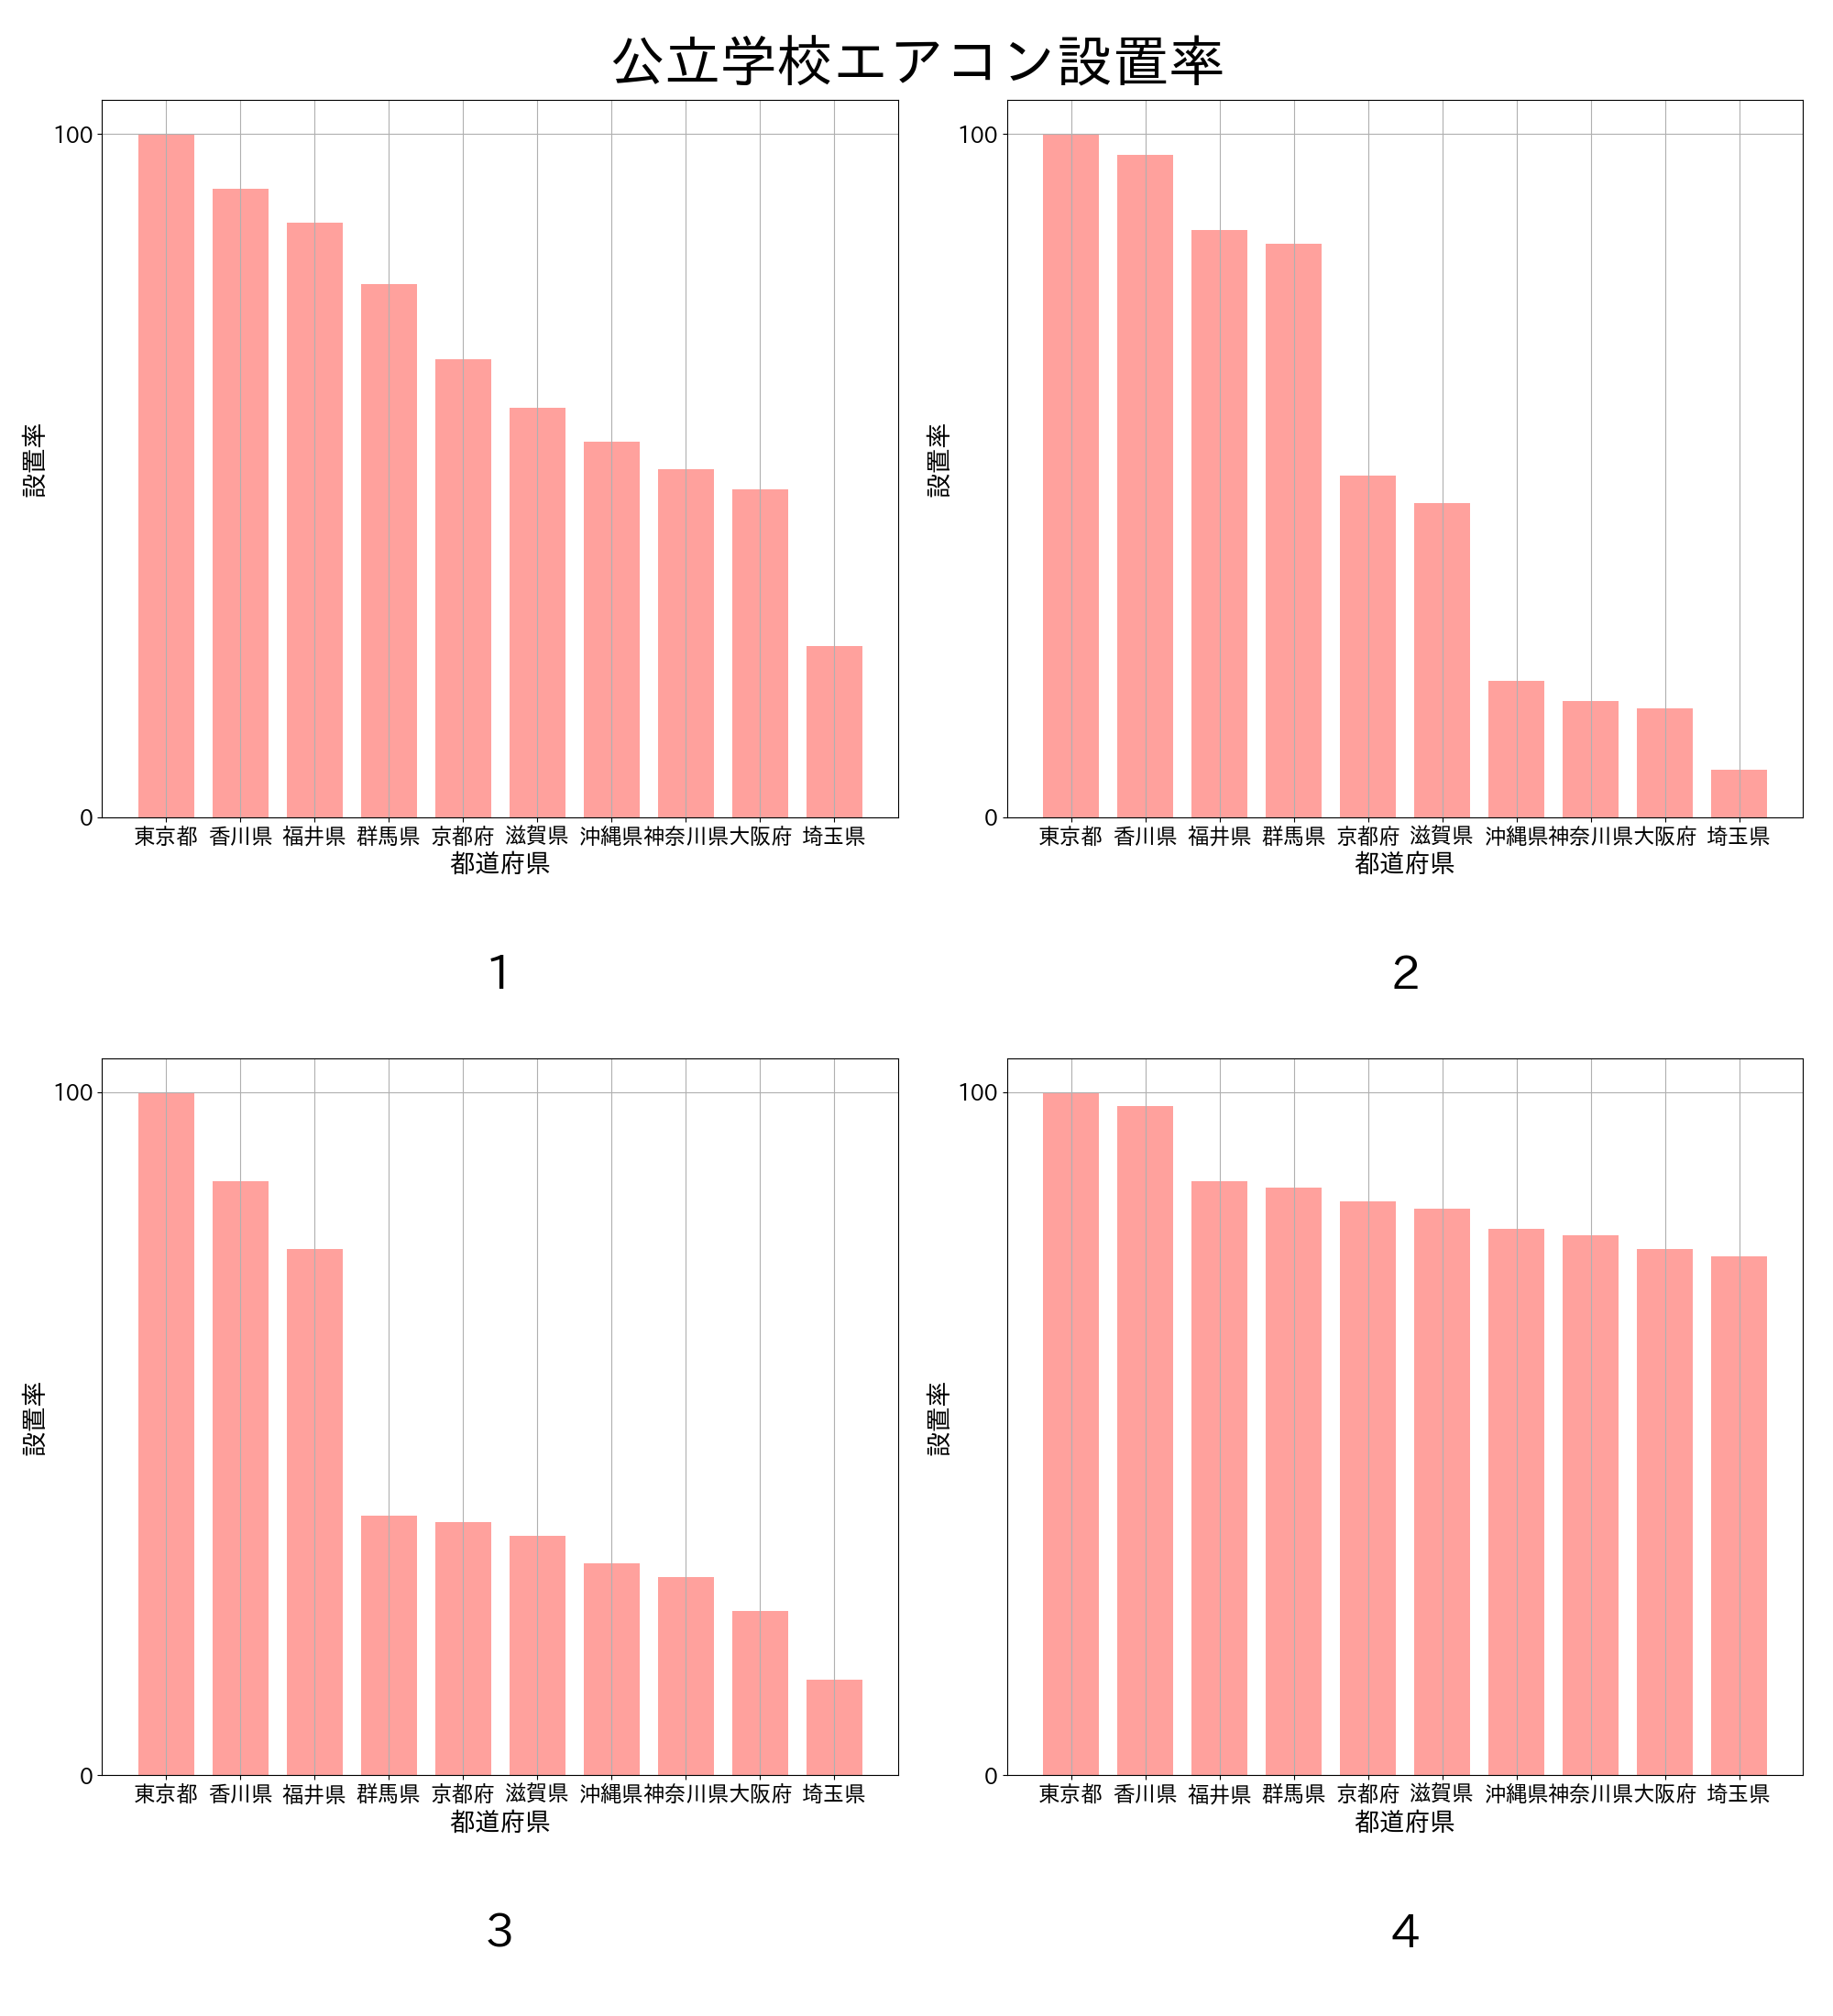 公立学校エアコン設置率
100
0
設置率
東京都 香川県 福井県 群馬県 京都府 滋賀県 沖縄県 神奈川県 大阪府 埼玉県
都道府県
1
100
0
設置率
東京都 香川県 福井県 群馬県 京都府 滋賀県 沖縄県 神奈川県 大阪府 埼玉県
都道府県
2
100
0
設置率
東京都 香川県 福井県 群馬県 京都府 滋賀県 沖縄県 神奈川県 大阪府 埼玉県
都道府県
3
100
0
設置率
東京都 香川県 福井県 群馬県 京都府 滋賀県 沖縄県 神奈川県 大阪府 埼玉県
都道府県
4